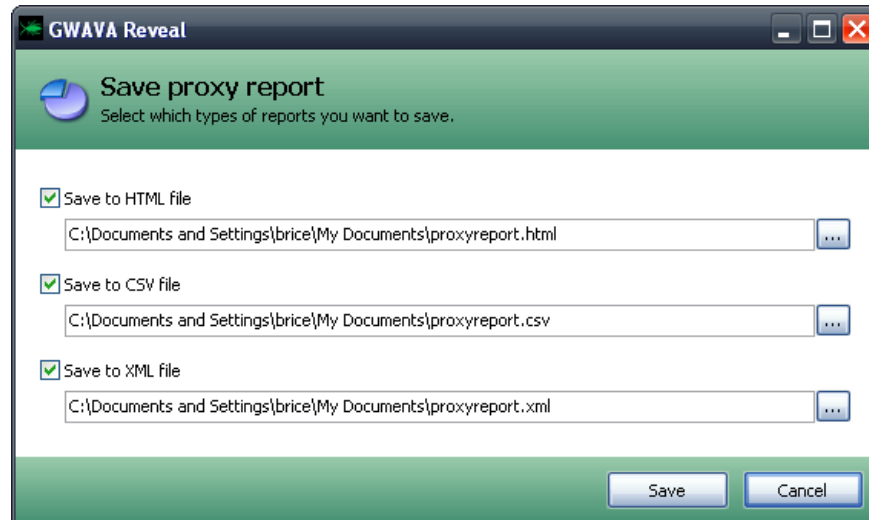 GWAVA Reveal
Save proxy report
Select which types of reports you want to save.
Save to HTML file
C:\Documents and Settings\brice\My Documents\proxyreport.html
...
Save to CSV file
C:\Documents and Settings\brice\My Documents\proxyreport.csv
...
Save to XML file
C:\Documents and Settings\brice\My Documents\proxyreport.xml
...
Save Cancel